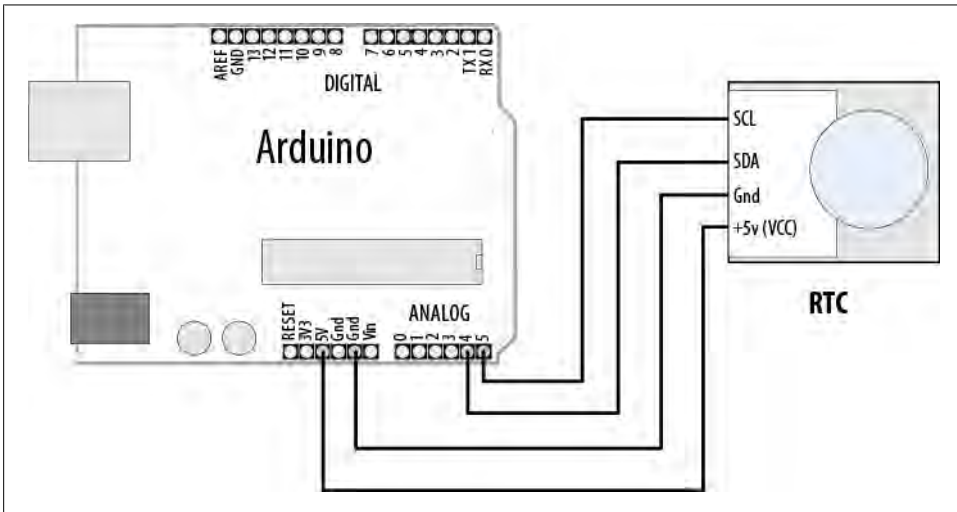 AREF
GND
13
12
11
10
9
8
7
6
5
4
3
2
TX 1
RX 0
DIGITAL
Arduino
SCL
SDA
Gnd
+5v (VCC)
RTC
ANALOG
RESET
3V3
5V
Gnd
Gnd
Vin
0
1
2
3
4
5